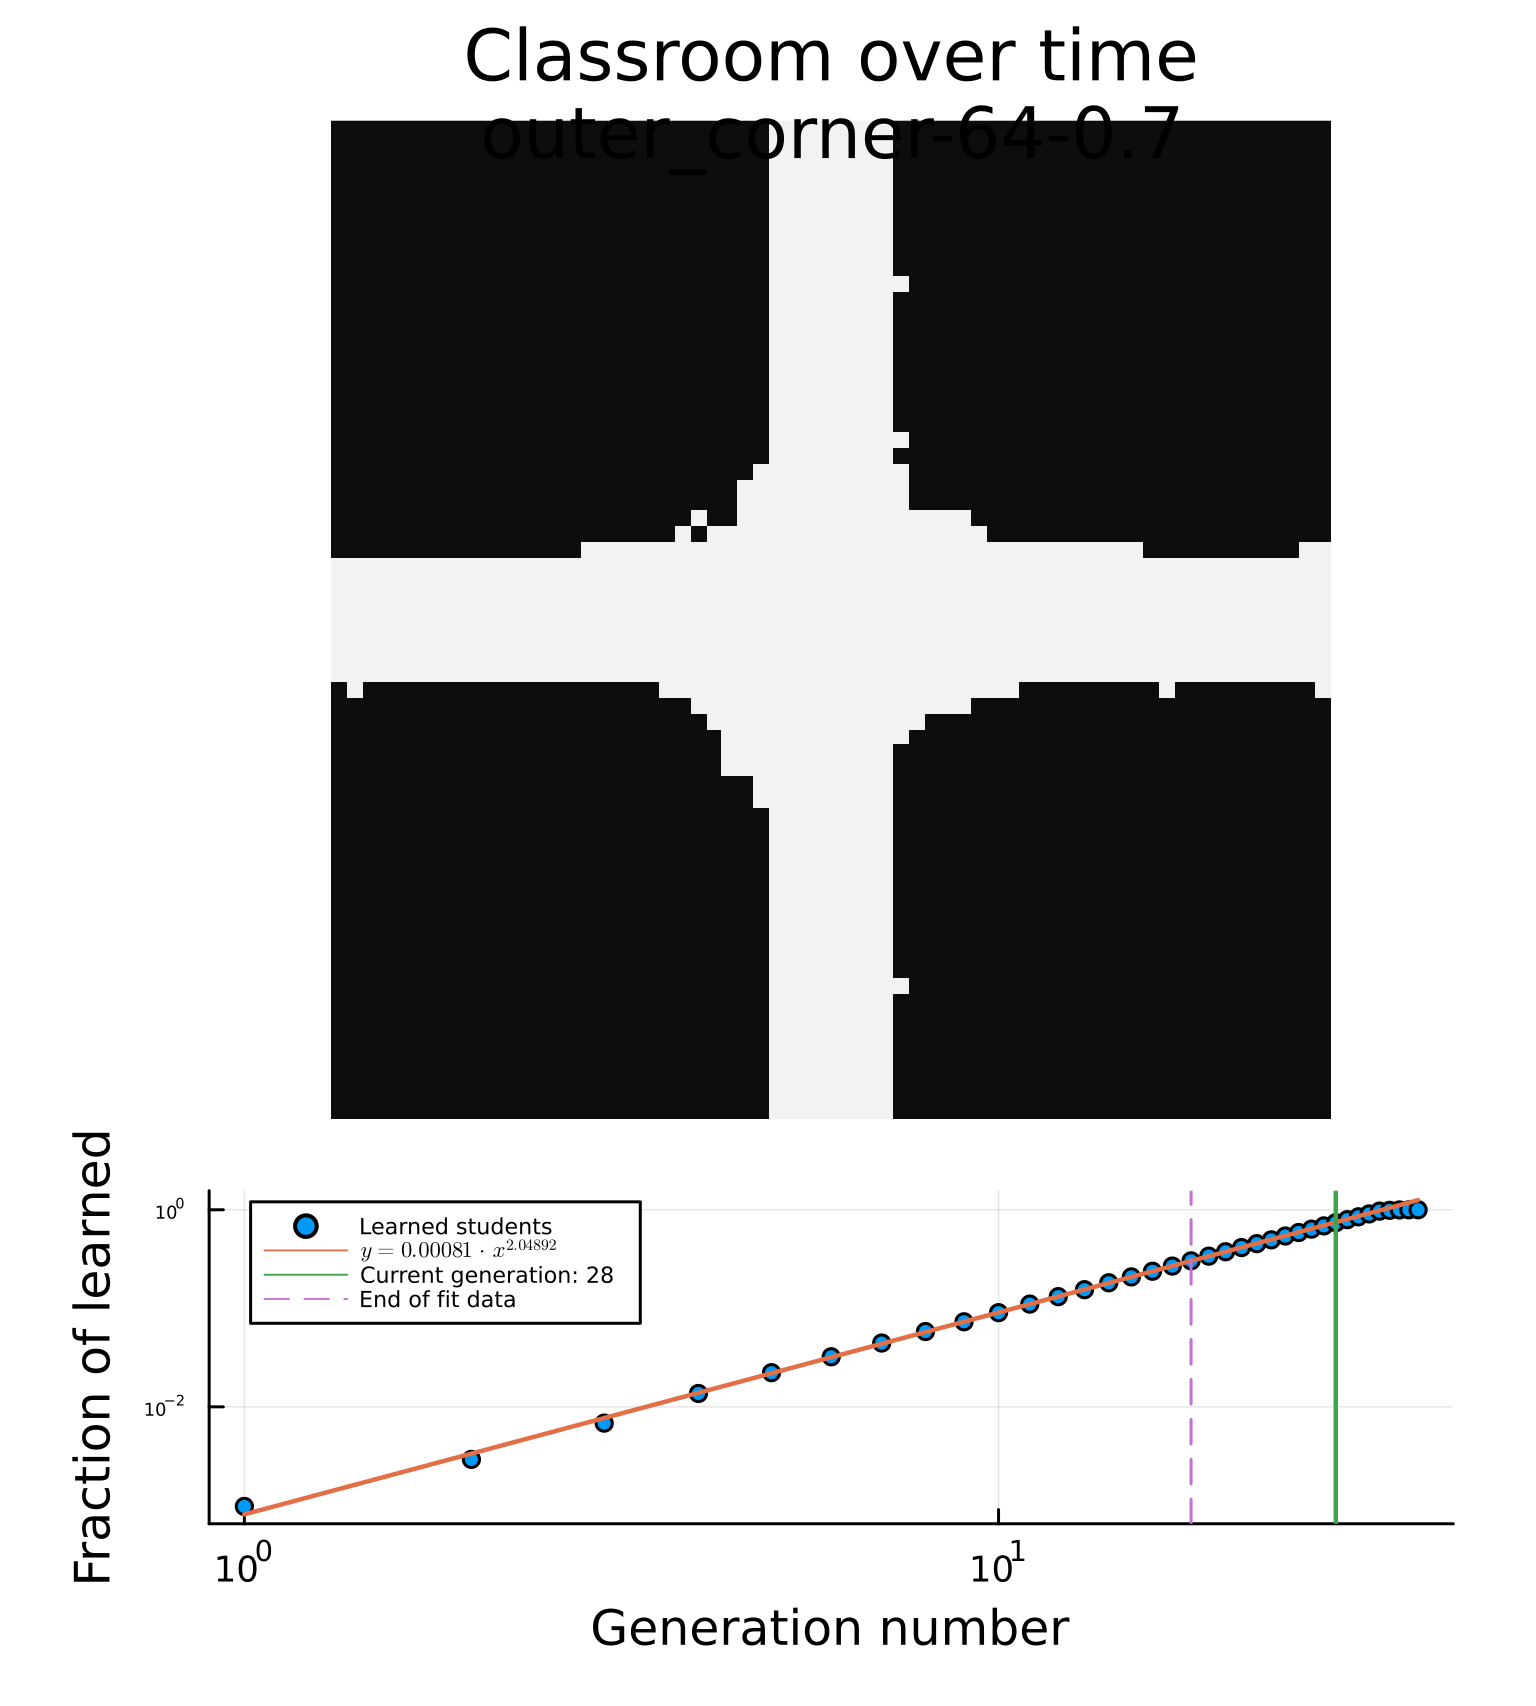 Classroom over time
outer_corner-64-0.7
Fraction of learned
10⁰
10⁻²
Learned students
y = 0.00081 · x^2.04892
Current generation: 28
End of fit data
10⁰
10¹
Generation number